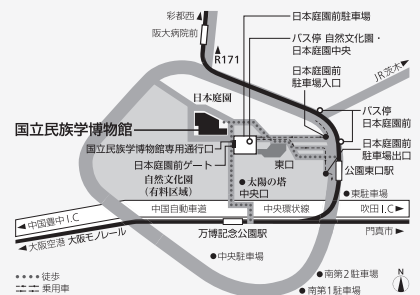 彩都西
阪大病院前
R171
日本庭園前駐車場
バス停 自然文化園・
日本庭園中央
日本庭園前
駐車場入口
JR茨木
日本庭園
バス停
日本庭園前
国立民族学博物館
国立民族学博物館専用通行口
日本庭園前ゲート
自然文化園
(有料区域)
東口
日本庭園前
駐車場出口
公園東口駅
太陽の塔
中央口
東駐車場
中国豊中I.C
中国自動車道
中央環状線
吹田I.C
大阪空港 大阪モノレール
万博記念公園駅
門真市
中央駐車場
徒歩
乗用車
南第2駐車場
南第1駐車場
N